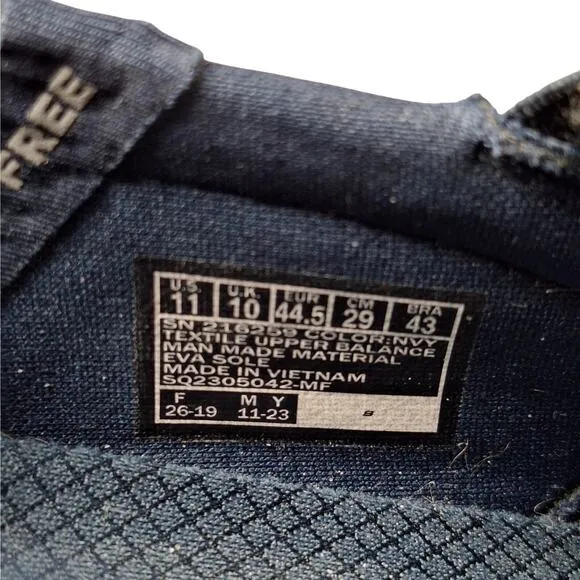 FREE
U.S. U.K. EUR CM BRA
11 10 44.5 29 43
SN 216259 COLOR:NVY
TEXTILE UPPER BALANCE
MAN MADE MATERIAL
EVA SOLE
MADE IN VIETNAM
SQ2305042-MF
F M Y
26-19 11-23 8